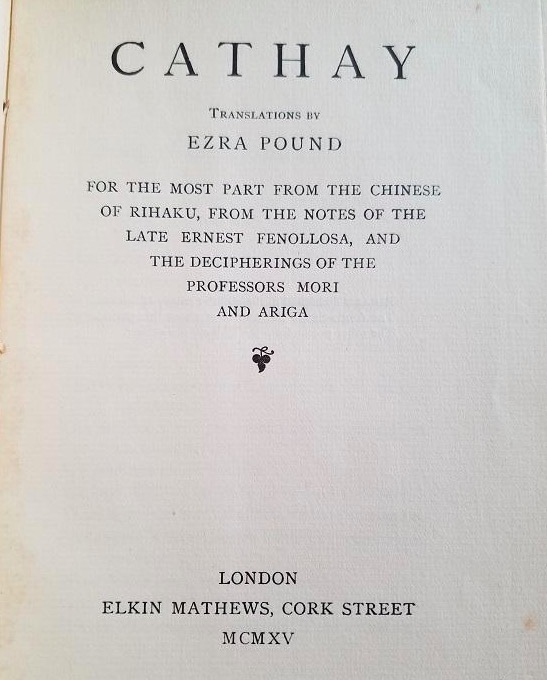 CATHAY
TRANSLATIONS BY
EZRA POUND
FOR THE MOST PART FROM THE CHINESE
OF RIHAKU, FROM THE NOTES OF THE
LATE ERNEST FENOLLOSA, AND
THE DECIPHERINGS OF THE
PROFESSORS MORI
AND ARIGA
LONDON
ELKIN MATHEWS, CORK STREET
MCMXV